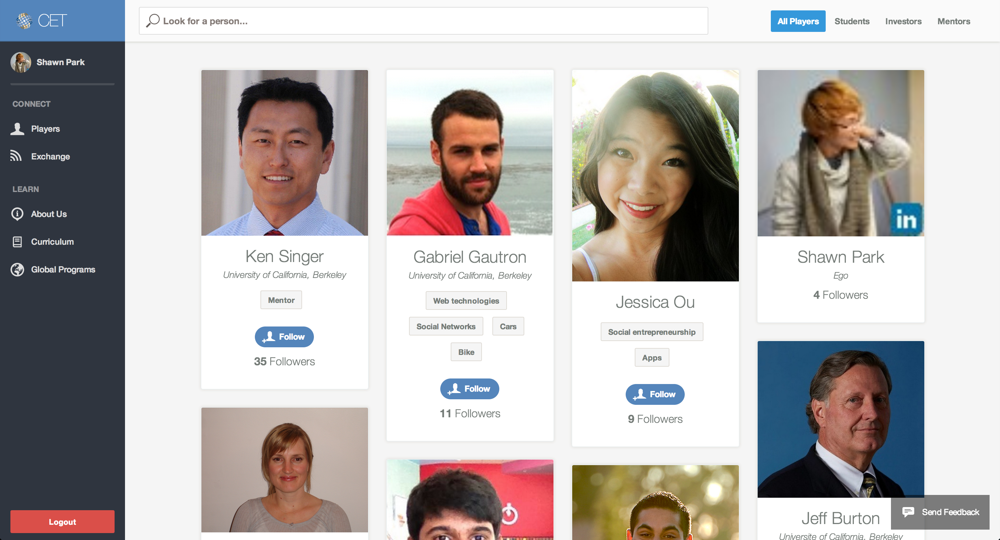 CET
Look for a person...
All Players
Students
Investors
Mentors
Shawn Park
CONNECT
Players
Exchange
LEARN
About Us
Curriculum
Global Programs
Logout
Ken Singer
University of California, Berkeley
Mentor
Follow
35 Followers
Gabriel Gautron
University of California, Berkeley
Web technologies
Social Networks
Cars
Bike
Follow
11 Followers
Jessica Ou
Social entrepreneurship
Apps
Follow
9 Followers
in
Shawn Park
Ego
4 Followers
Jeff Burton
Universite of California, Berkeley
Send Feedback